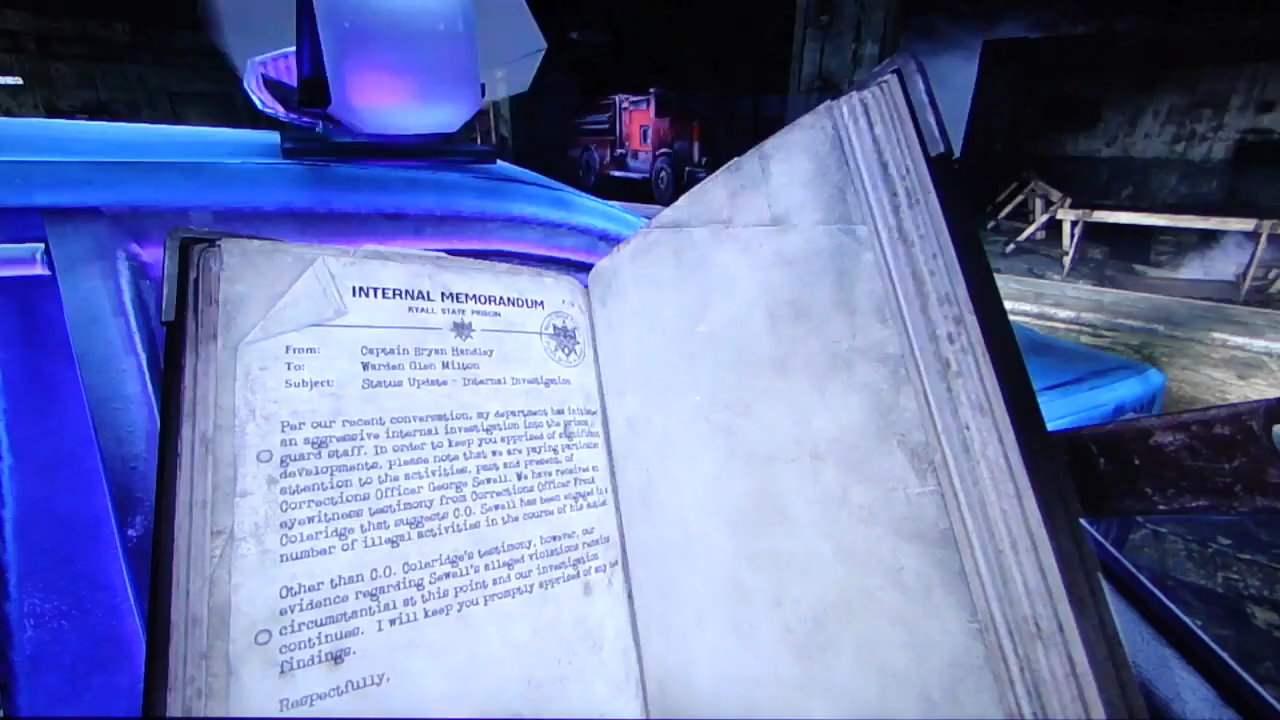 INTERNAL MEMORANDUM
RYALL STATE PRISON
From: Captain Bryan Handley
To: Warden Glen Milton
Subject: Status Update - Internal Investigation
Per our recent conversation, my department has initiated
an aggressive internal investigation into the prison
guard staff. In order to keep you apprised of significant
developments, please note that we are paying particular
attention to the activities, past and present, of
Corrections Officer George Sewell. We have received an
eyewitness testimony from Corrections Officer Frank
Coleridge that suggests C.O. Sewell has been engaged in a
number of illegal activities in the course of his
Other than C.O. Coleridge's testimony, however, our
evidence regarding Sewell's alleged violations remains
circumstantial at this point and our investigation
continues. I will keep you promptly apprised of any
findings.
Respectfully,